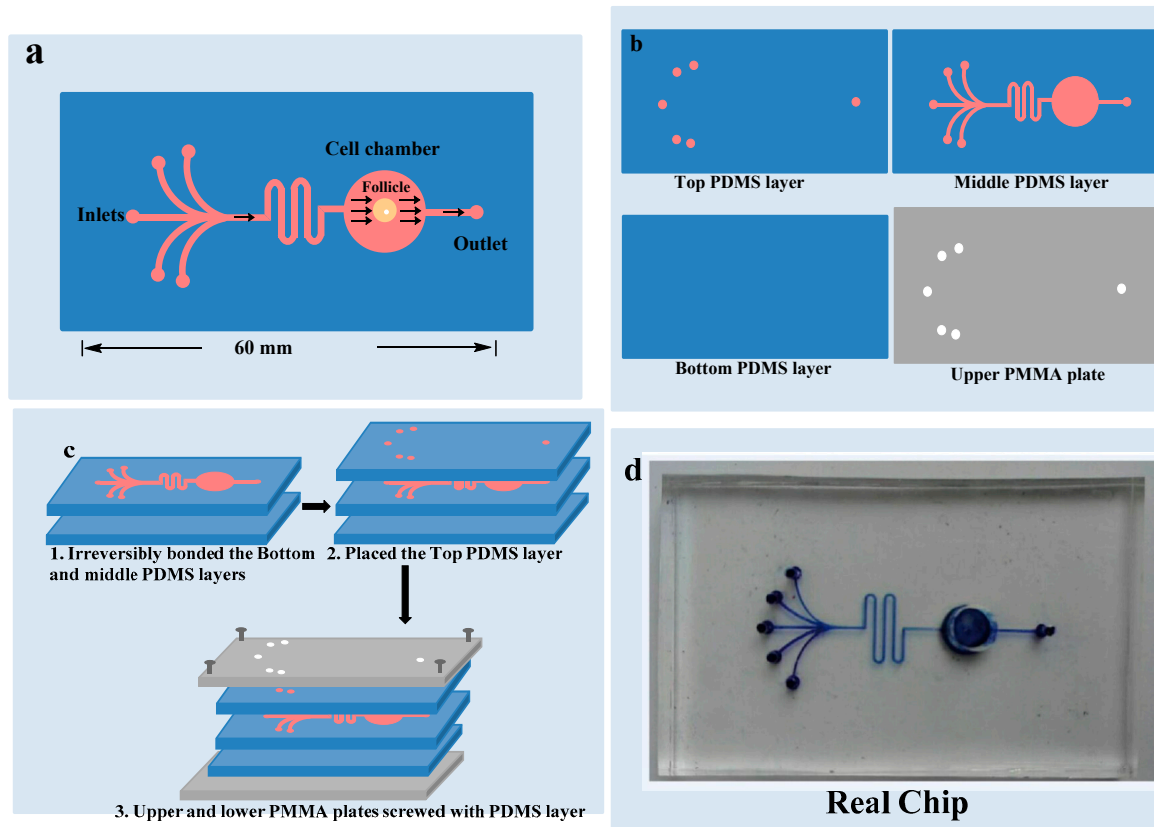 a
Cell chamber
Follicle
Inlets
Outlet
60 mm
b
Top PDMS layer
Middle PDMS layer
Bottom PDMS layer
Upper PMMA plate
c
1. Irreversibly bonded the Bottom
and middle PDMS layers
2. Placed the Top PDMS layer
3. Upper and lower PMMA plates screwed with PDMS layer
d
Real Chip